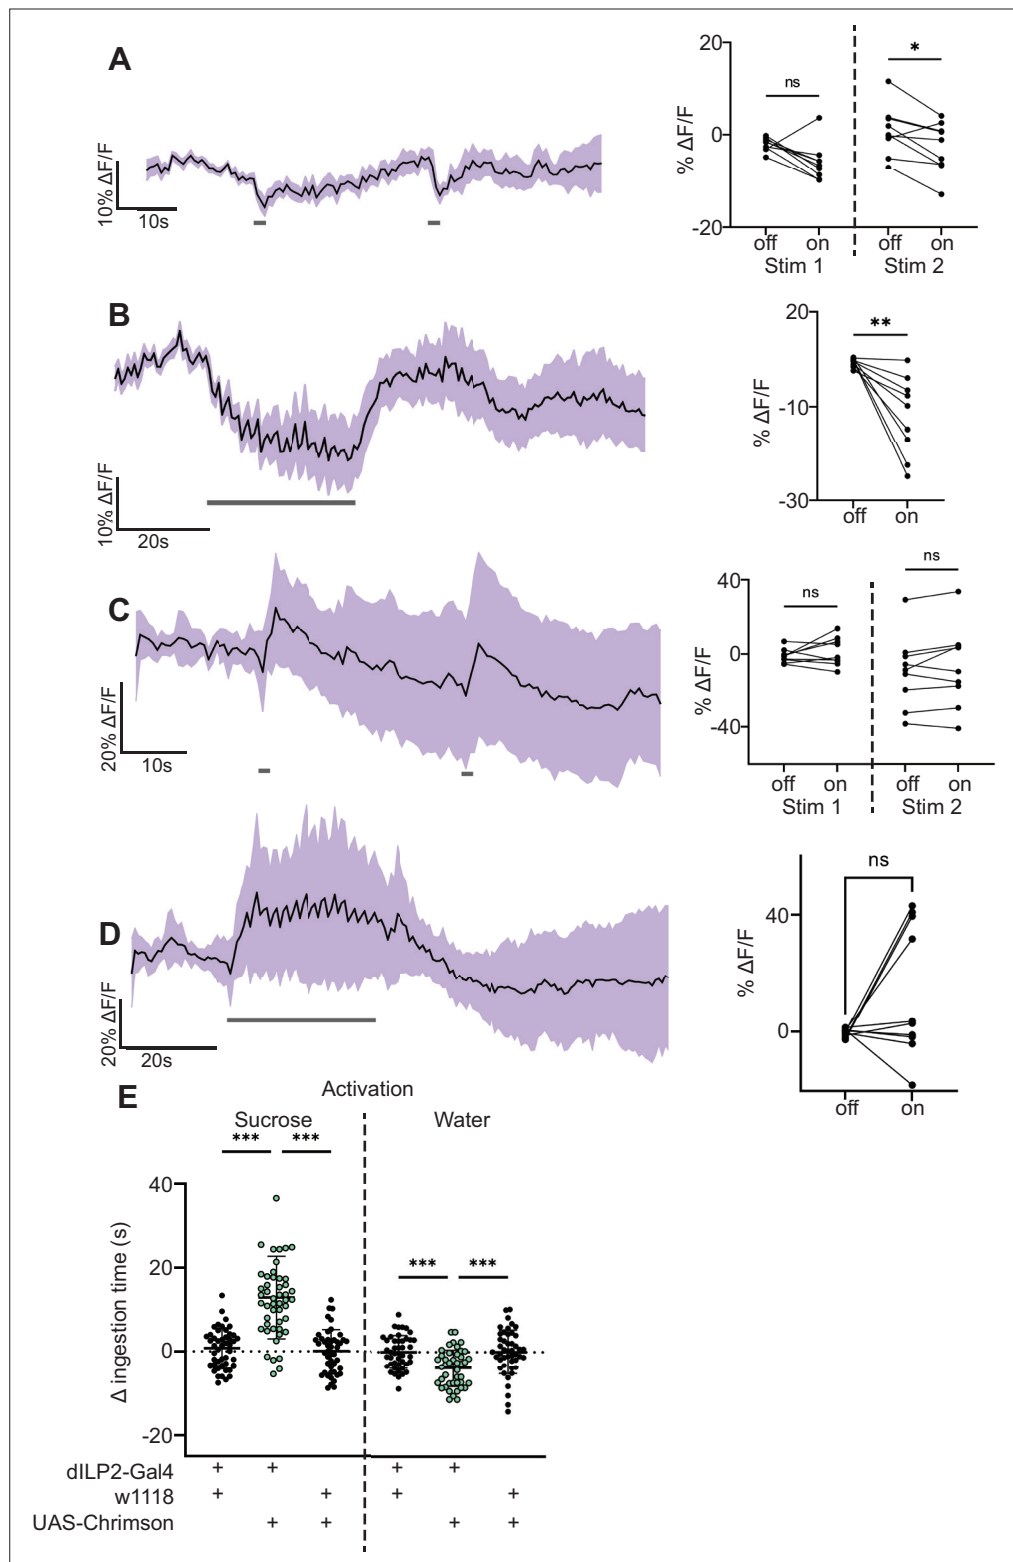 A
10% ΔF/F
10s
% ΔF/F
20
0
-20
ns
*
off
on
off
on
Stim 1
Stim 2
B
10% ΔF/F
20s
% ΔF/F
20
-10
-30
**
off
on
C
20% ΔF/F
10s
% ΔF/F
40
0
-40
ns
ns
off
on
off
on
Stim 1
Stim 2
D
20% ΔF/F
20s
% ΔF/F
40
0
ns
off
on
E
Activation
Sucrose
Water
***
***
***
***
Δ ingestion time (s)
40
20
0
-20
dILP2-Gal4 + + + +
w1118 + + + +
UAS-Chrimson + + + +